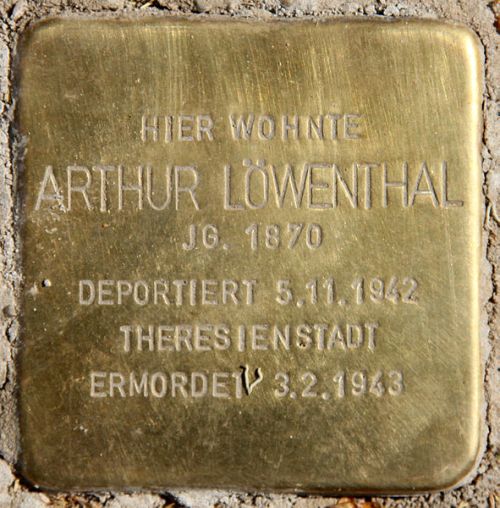 HIER WOHNTE
ARTHUR LÖWENTHAL
JG. 1870
DEPORTIERT 5.11.1942
THERESIENSTADT
ERMORDET 3.2.1943